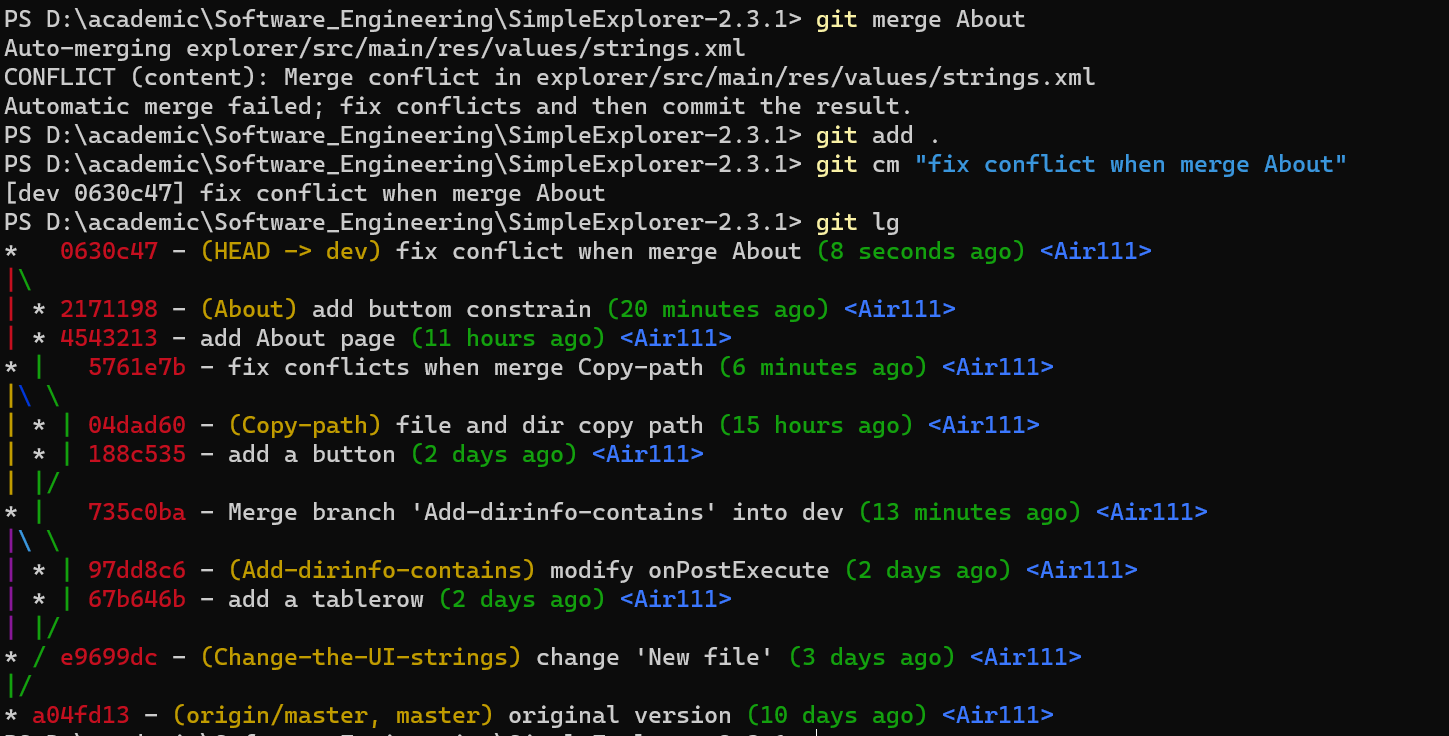 PS D:\academic\Software_Engineering\SimpleExplorer-2.3.1> git merge About
Auto-merging explorer/src/main/res/values/strings.xml
CONFLICT (content): Merge conflict in explorer/src/main/res/values/strings.xml
Automatic merge failed; fix conflicts and then commit the result.
PS D:\academic\Software_Engineering\SimpleExplorer-2.3.1> git add .
PS D:\academic\Software_Engineering\SimpleExplorer-2.3.1> git cm "fix conflict when merge About"
[dev 0630c47] fix conflict when merge About
PS D:\academic\Software_Engineering\SimpleExplorer-2.3.1> git lg
*   0630c47 - (HEAD -> dev) fix conflict when merge About (8 seconds ago) <Air111>
|\
| * 2171198 - (About) add buttom constrain (20 minutes ago) <Air111>
| * 4543213 - add About page (11 hours ago) <Air111>
* |   5761e7b - fix conflicts when merge Copy-path (6 minutes ago) <Air111>
|\ \
| * | 04dad60 - (Copy-path) file and dir copy path (15 hours ago) <Air111>
| * | 188c535 - add a button (2 days ago) <Air111>
| |/
* |   735c0ba - Merge branch 'Add-dirinfo-contains' into dev (13 minutes ago) <Air111>
|\ \
| * | 97dd8c6 - (Add-dirinfo-contains) modify onPostExecute (2 days ago) <Air111>
| * | 67b646b - add a tablerow (2 days ago) <Air111>
| |/
* / e9699dc - (Change-the-UI-strings) change 'New file' (3 days ago) <Air111>
|/
* a04fd13 - (origin/master, master) original version (10 days ago) <Air111>